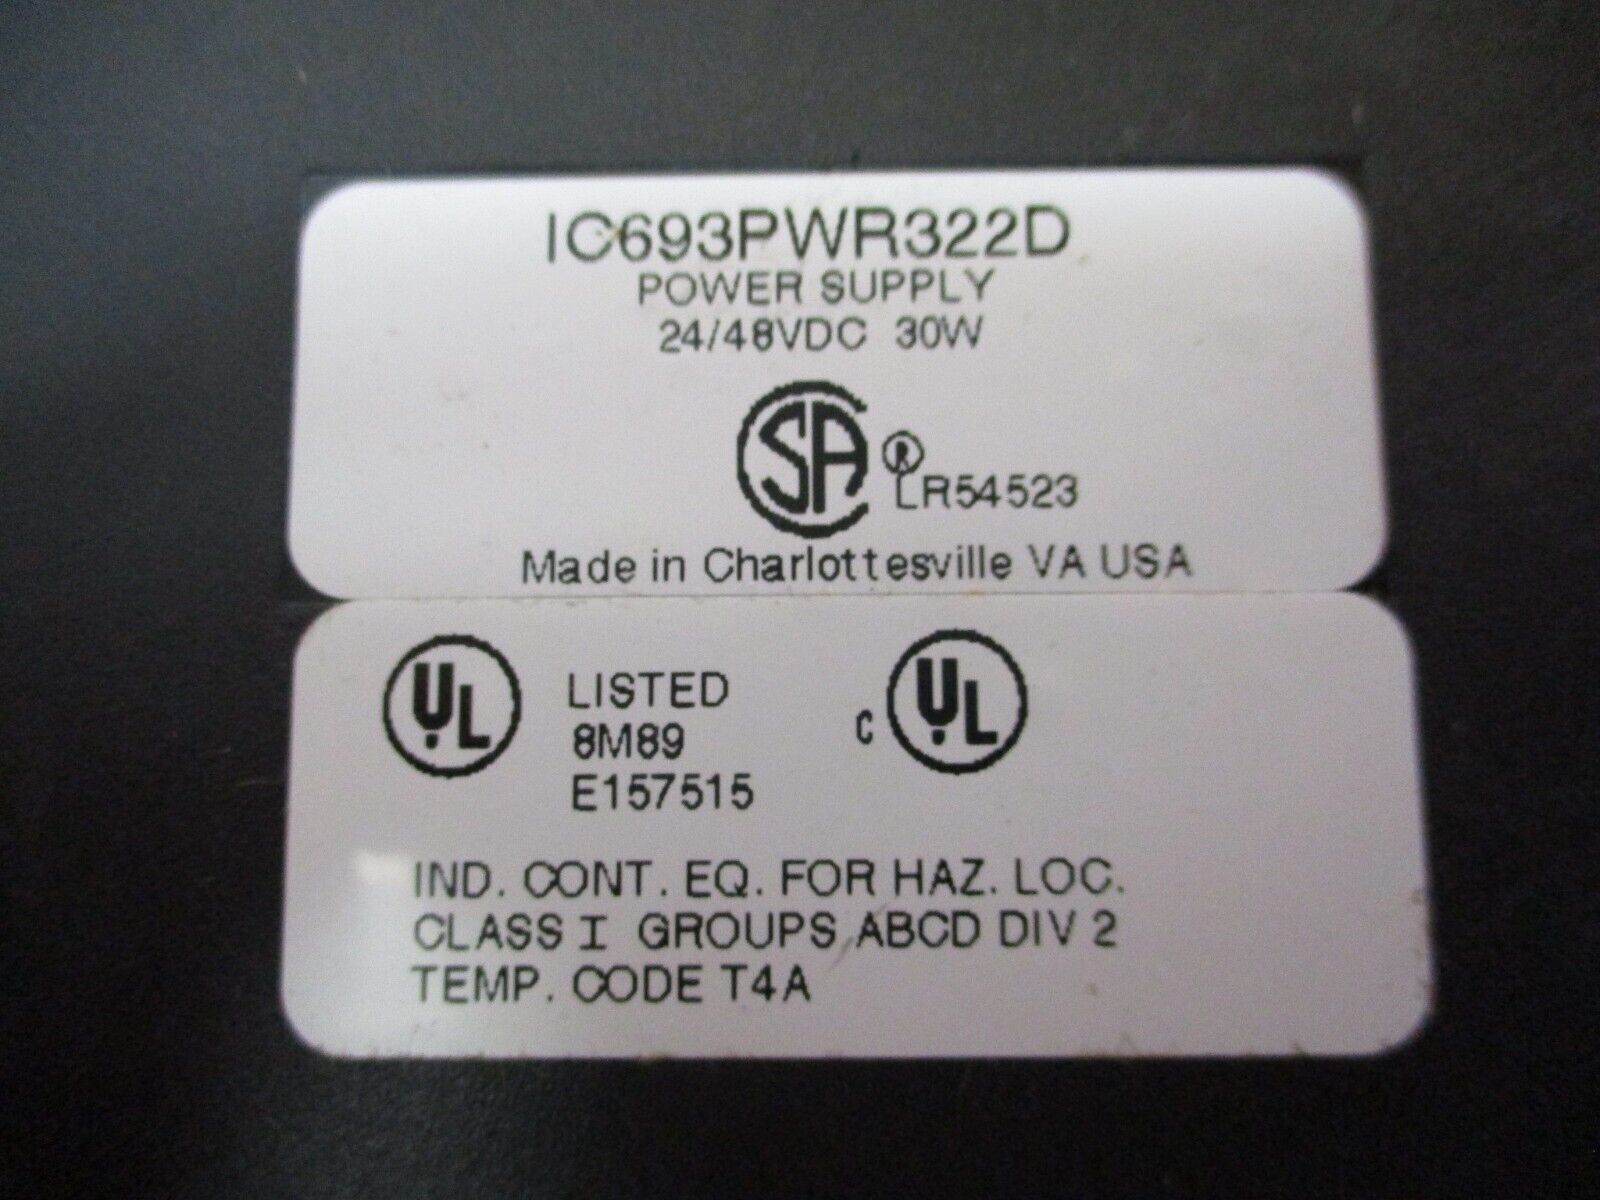 IC693PWR322D
POWER SUPPLY
24/48VDC 30W
SA ® LR54523
Made in Charlottesville VA USA
UL LISTED C UL
8M89
E157515
IND. CONT. EQ. FOR HAZ. LOC.
CLASS I GROUPS ABCD DIV 2
TEMP. CODE T4A